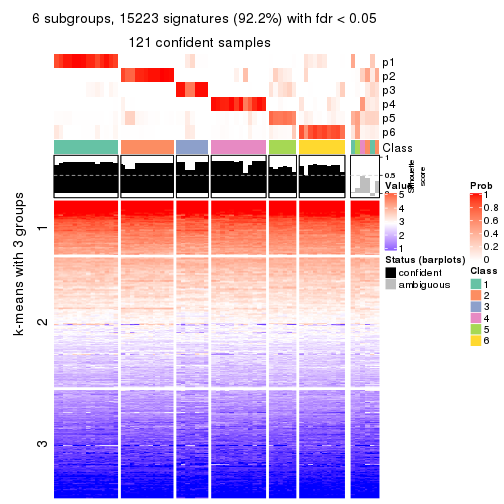 6 subgroups, 15223 signatures (92.2%) with fdr < 0.05
121 confident samples
p1
p2
p3
p4
p5
p6
Class
1
0.5
0
Silhouette
score
k-means with 3 groups
1
2
3
Value
5
4
3
2
1
Status (barplots)
confident
ambiguous
Prob
1
0.8
0.6
0.4
0.2
0
Class
1
2
3
4
5
6